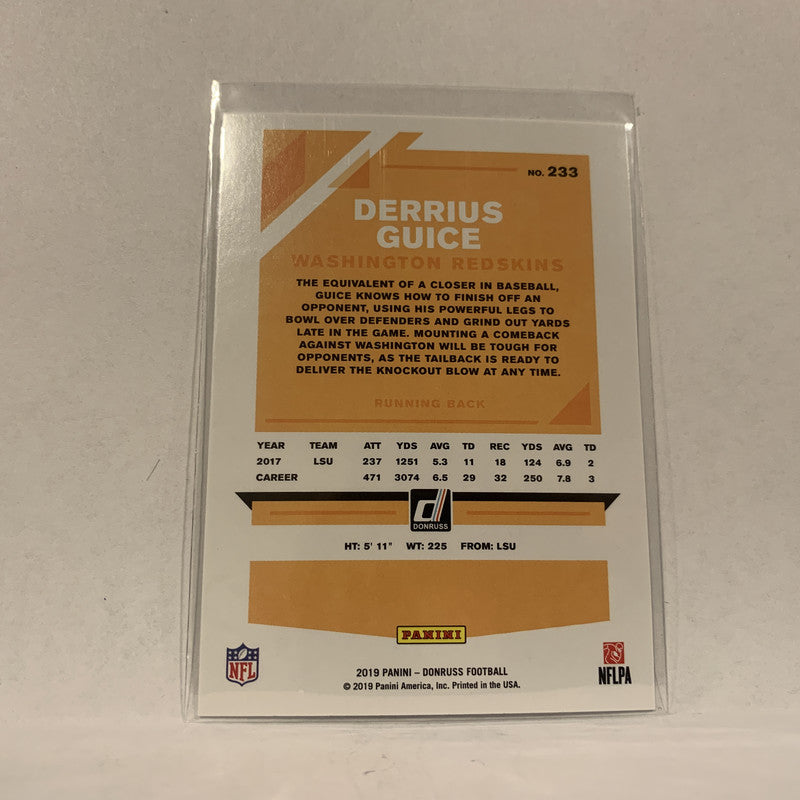 NO. 233
DERRIUS
GUICE
WASHINGTON REDSKINS
THE EQUIVALENT OF A CLOSER IN BASEBALL,
GUICE KNOWS HOW TO FINISH OFF AN
OPPONENT, USING HIS POWERFUL LEGS TO
BOWL OVER DEFENDERS AND GRIND OUT YARDS
LATE IN THE GAME. MOUNTING A COMEBACK
AGAINST WASHINGTON WILL BE TOUGH FOR
OPPONENTS, AS THE TAILBACK IS READY TO
DELIVER THE KNOCKOUT BLOW AT ANY TIME.
RUNNING BACK
YEAR TEAM ATT YDS AVG TD REC YDS AVG TD
2017 LSU 237 1251 5.3 11 18 124 6.9 2
CAREER 471 3074 6.5 29 32 250 7.8 3
d
DONRUSS
HT: 5' 11" WT: 225 FROM: LSU
PANINI
NFL
2019 PANINI – DONRUSS FOOTBALL
© 2019 Panini America, Inc. Printed in the USA.
NFLPA